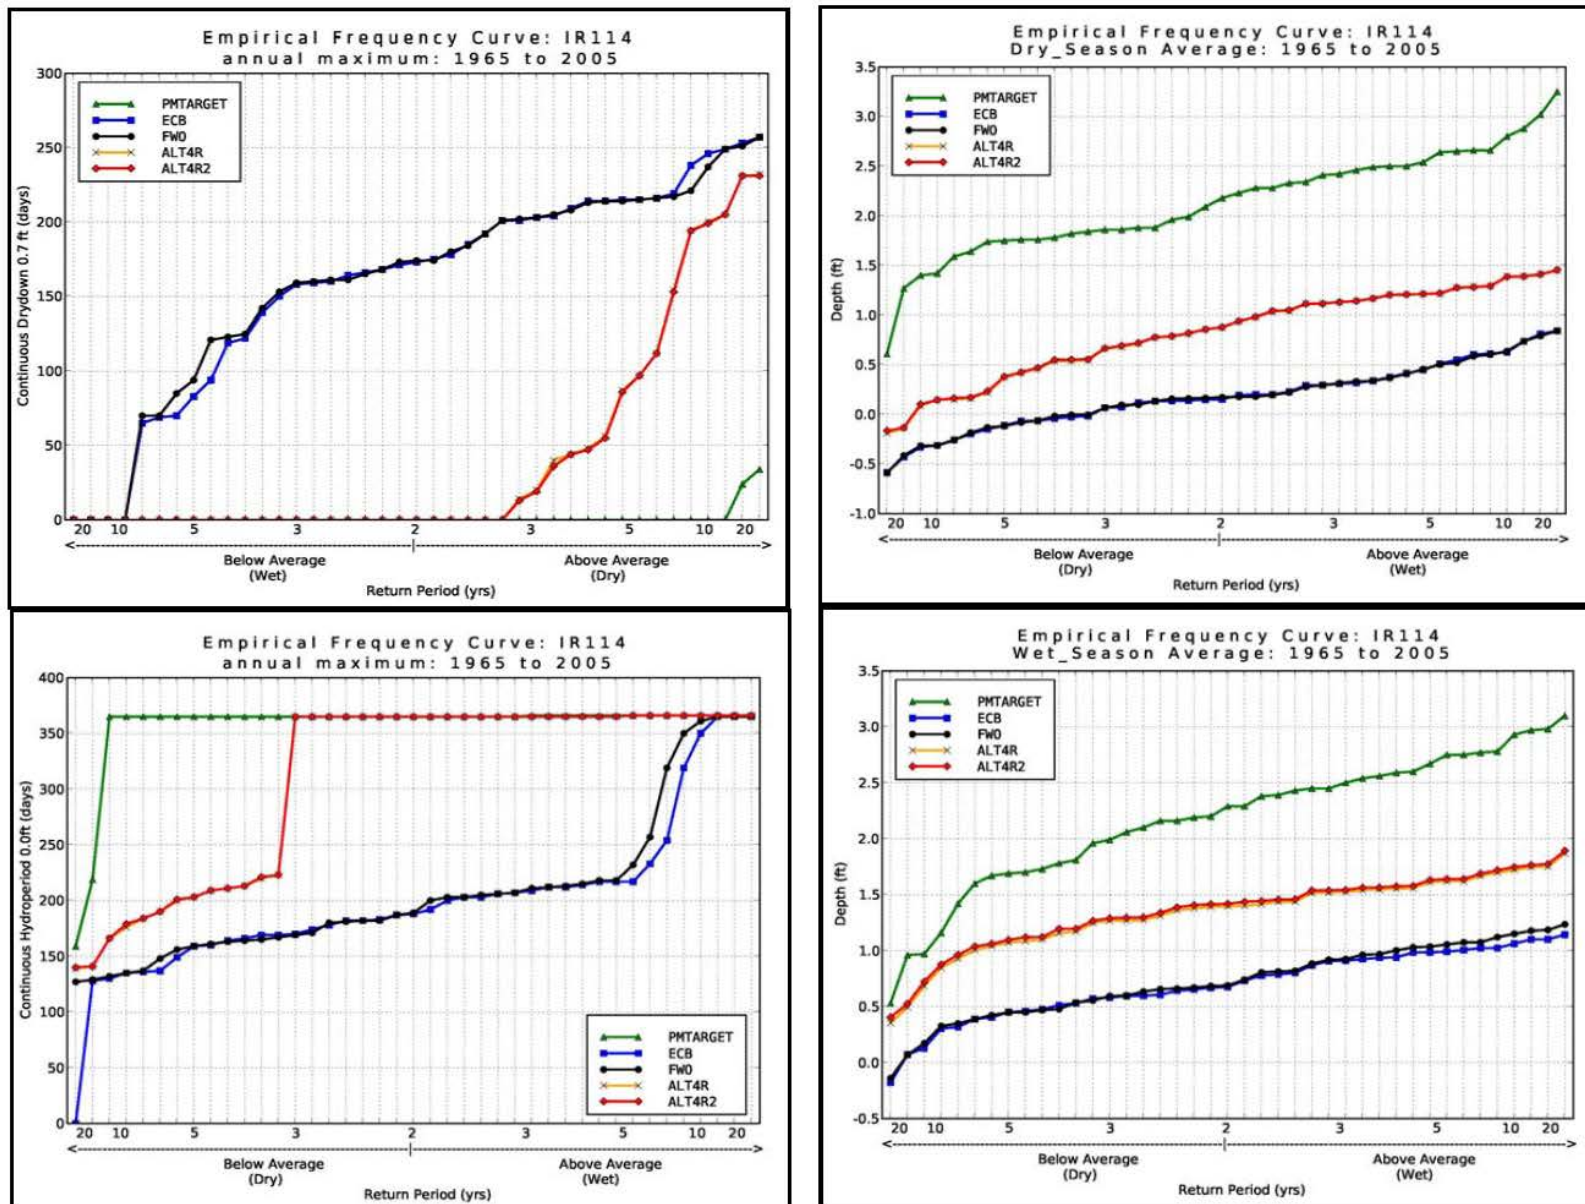 Empirical Frequency Curve: IR114
annual maximum: 1965 to 2005
300
250
200
150
100
50
0
Continuous Drydown 0.7 ft (days)
PMTARGET
ECB
FWO
ALT4R
ALT4R2
20 10 5 3 2 3 5 10 20
<-------------------------|------------------------->
Below Average
(Wet)
Above Average
(Dry)
Return Period (yrs)
Empirical Frequency Curve: IR114
Dry_Season Average: 1965 to 2005
3.5
3.0
2.5
2.0
1.5
1.0
0.5
0.0
-0.5
-1.0
Depth (ft)
PMTARGET
ECB
FWO
ALT4R
ALT4R2
20 10 5 3 2 3 5 10 20
<-------------------------|------------------------->
Below Average
(Dry)
Above Average
(Wet)
Return Period (yrs)
Empirical Frequency Curve: IR114
annual maximum: 1965 to 2005
400
350
300
250
200
150
100
50
0
Continuous Hydroperiod 0.0ft (days)
PMTARGET
ECB
FWO
ALT4R
ALT4R2
20 10 5 3 2 3 5 10 20
<-------------------------|------------------------->
Below Average
(Dry)
Above Average
(Wet)
Return Period (yrs)
Empirical Frequency Curve: IR114
Wet_Season Average: 1965 to 2005
3.5
3.0
2.5
2.0
1.5
1.0
0.5
0.0
-0.5
Depth (ft)
PMTARGET
ECB
FWO
ALT4R
ALT4R2
20 10 5 3 2 3 5 10 20
<-------------------------|------------------------->
Below Average
(Dry)
Above Average
(Wet)
Return Period (yrs)